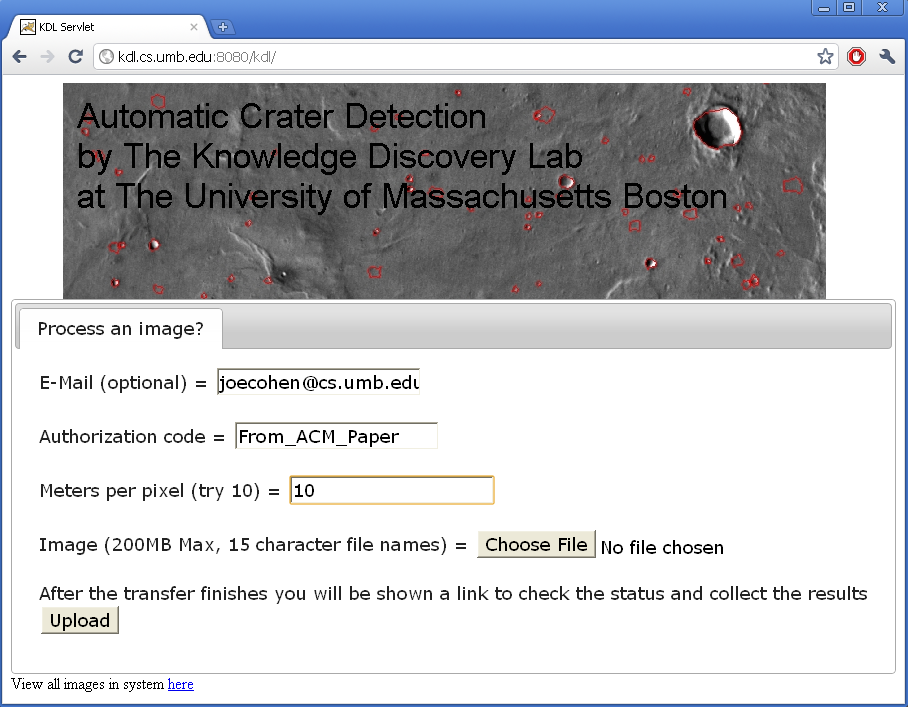 KDL Servlet
kdl.cs.umb.edu:8080/kdl/
Automatic Crater Detection
by The Knowledge Discovery Lab
at The University of Massachusetts Boston
Process an image?
E-Mail (optional) = joecohen@cs.umb.edu
Authorization code = From_ACM_Paper
Meters per pixel (try 10) = 10
Image (200MB Max, 15 character file names) = Choose File No file chosen
After the transfer finishes you will be shown a link to check the status and collect the results
Upload
View all images in system here